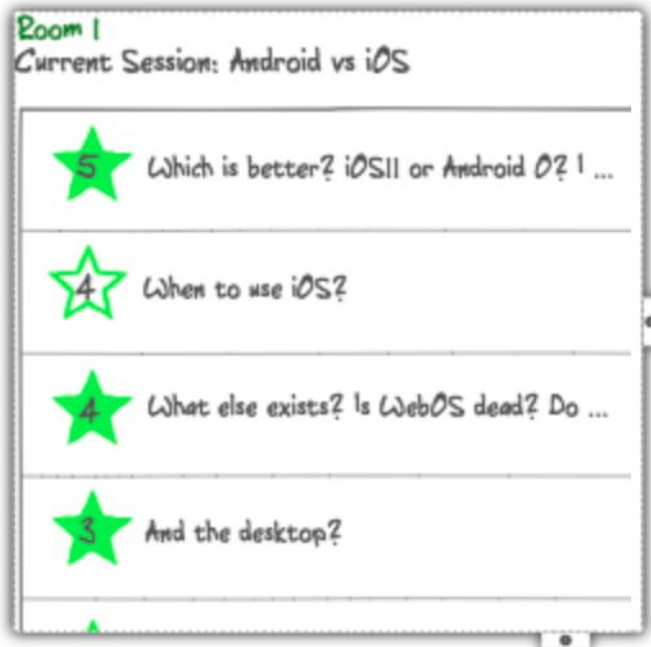 Room 1
Current Session: Android vs iOS
5 Which is better? iOS11 or Android O? I ...
4 When to use iOS?
4 What else exists? Is WebOS dead? Do ...
3 And the desktop?